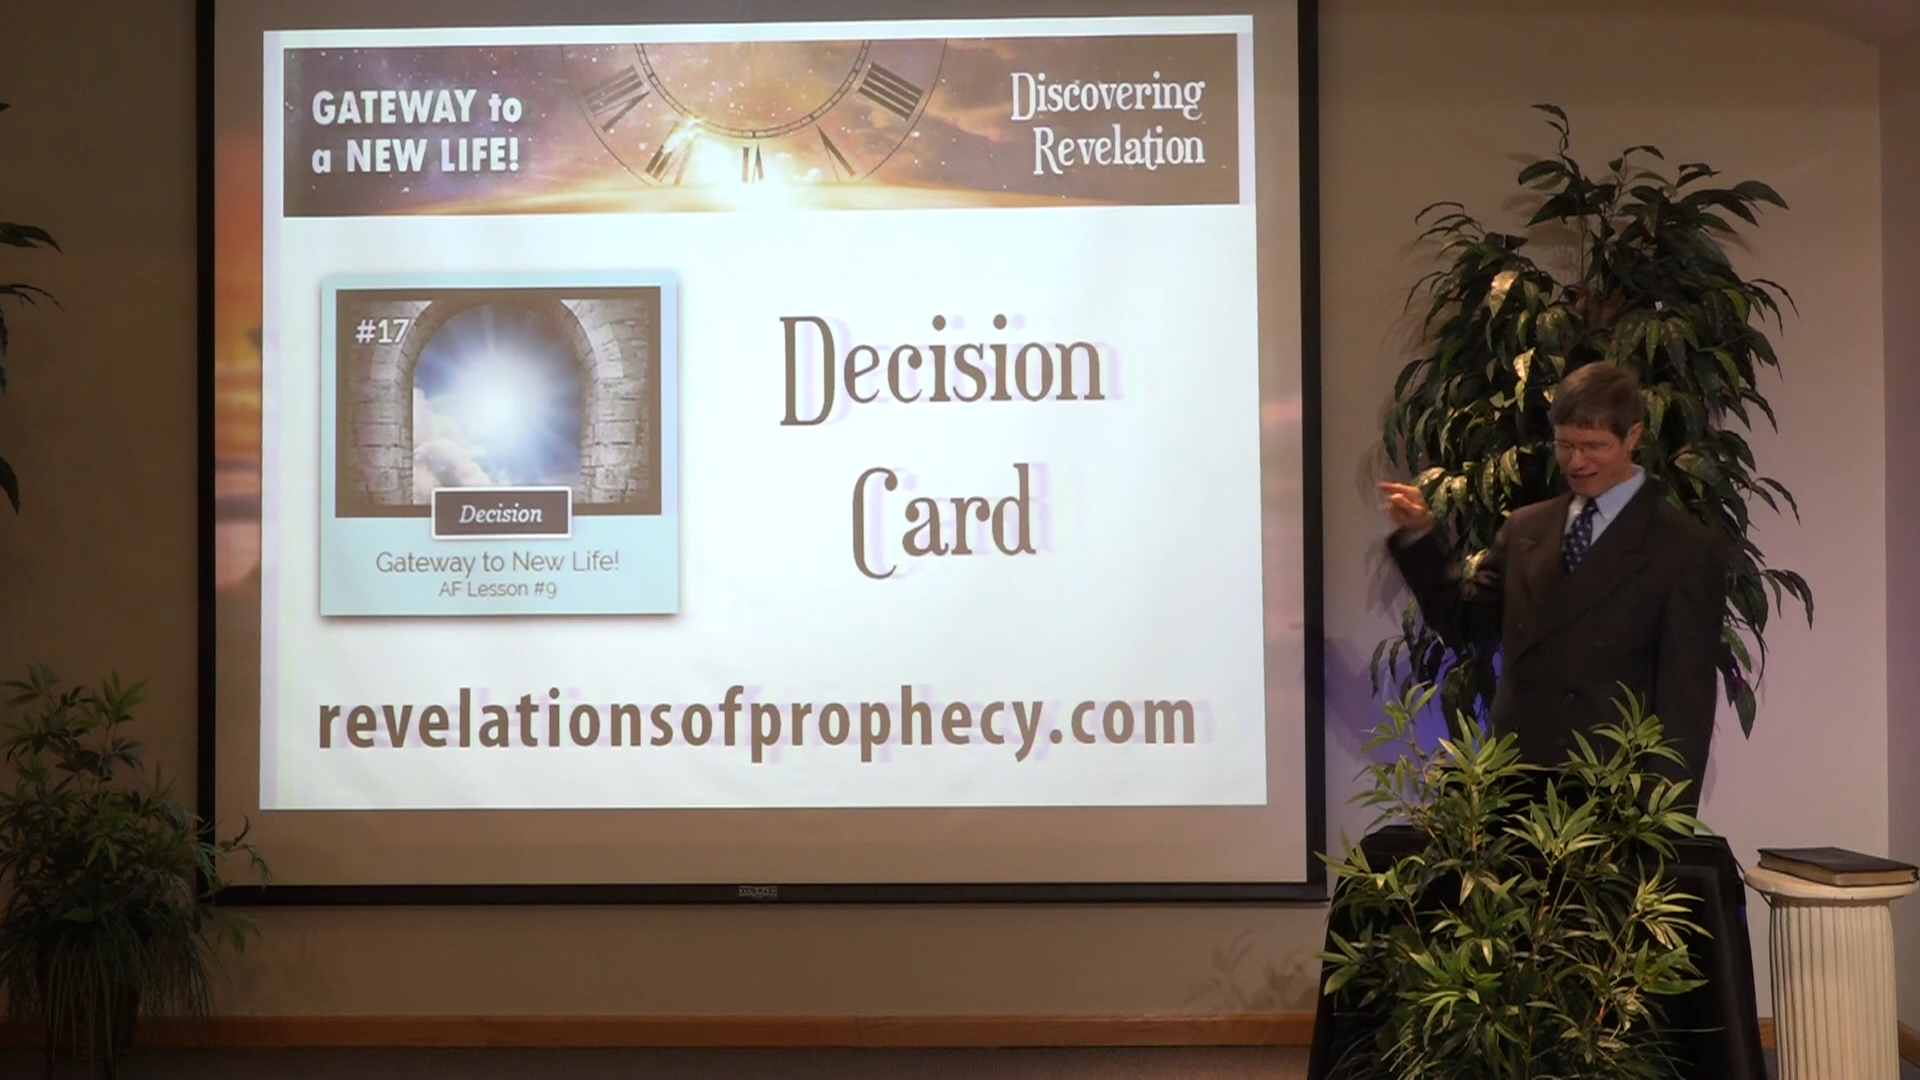 GATEWAY to
a NEW LIFE!
Discovering
Revelation
#17
Decision
Gateway to New Life!
AF Lesson #9
Decision
Card
revelationsofprophecy.com